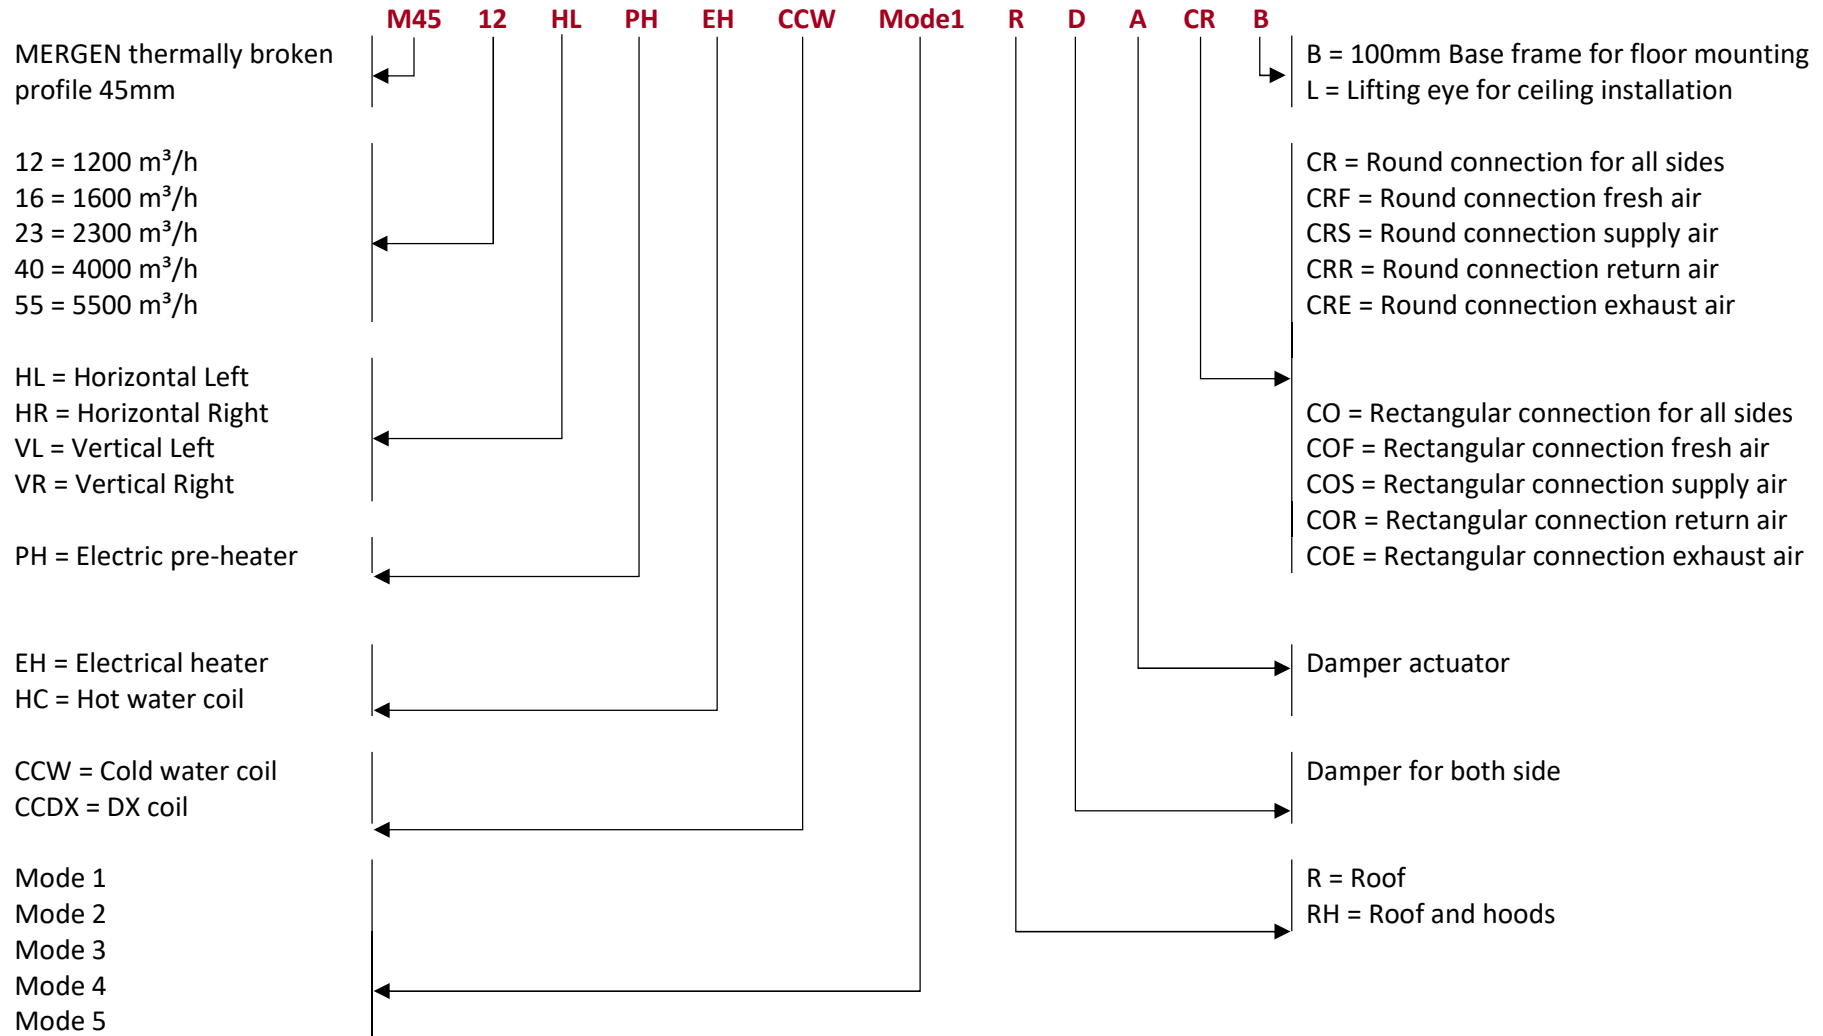 M45 12 HL PH EH CCW Mode1 R D A CR B
MERGEN thermally broken
profile 45mm
12 = 1200 m³/h
16 = 1600 m³/h
23 = 2300 m³/h
40 = 4000 m³/h
55 = 5500 m³/h
HL = Horizontal Left
HR = Horizontal Right
VL = Vertical Left
VR = Vertical Right
PH = Electric pre-heater
EH = Electrical heater
HC = Hot water coil
CCW = Cold water coil
CCDX = DX coil
Mode 1
Mode 2
Mode 3
Mode 4
Mode 5
B = 100mm Base frame for floor mounting
L = Lifting eye for ceiling installation
CR = Round connection for all sides
CRF = Round connection fresh air
CRS = Round connection supply air
CRR = Round connection return air
CRE = Round connection exhaust air
CO = Rectangular connection for all sides
COF = Rectangular connection fresh air
COS = Rectangular connection supply air
COR = Rectangular connection return air
COE = Rectangular connection exhaust air
Damper actuator
Damper for both side
R = Roof
RH = Roof and hoods